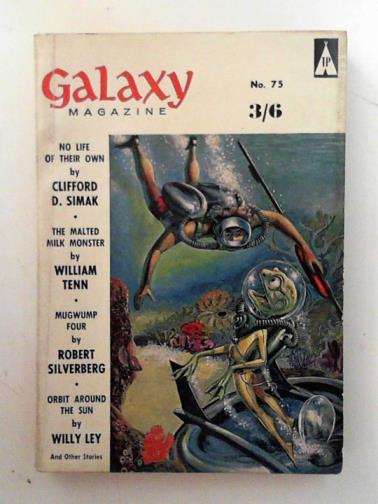 Galaxy
MAGAZINE
No. 75
3/6
IP
NO LIFE
OF THEIR OWN
by
CLIFFORD
D. SIMAK
•
THE MALTED
MILK MONSTER
by
WILLIAM
TENN
•
MUGWUMP
FOUR
by
ROBERT
SILVERBERG
•
ORBIT AROUND
THE SUN
by
WILLY LEY
And Other Stories